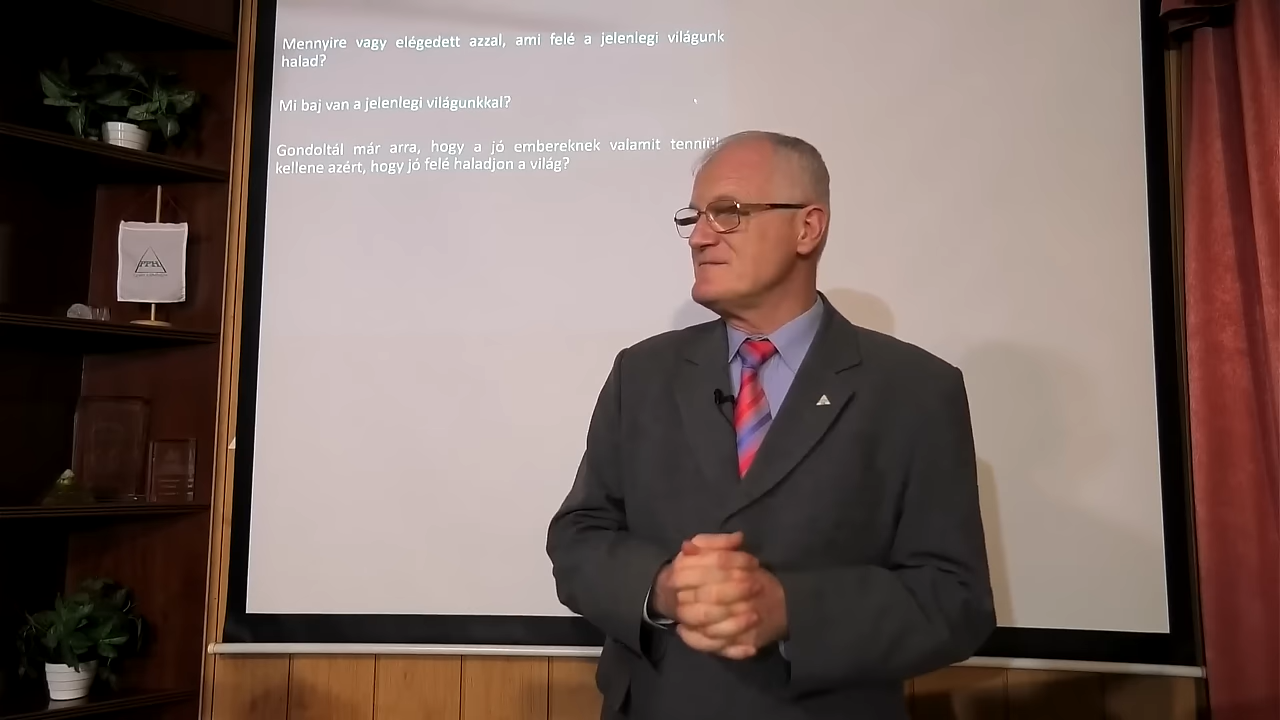 Mennyire vagy elégedett azzal, ami felé a jelenlegi világunk
halad?
Mi baj van a jelenlegi világunkkal?
Gondoltál már arra, hogy a jó embereknek valamit tenniük
kellene azért, hogy jó felé haladjon a világ?